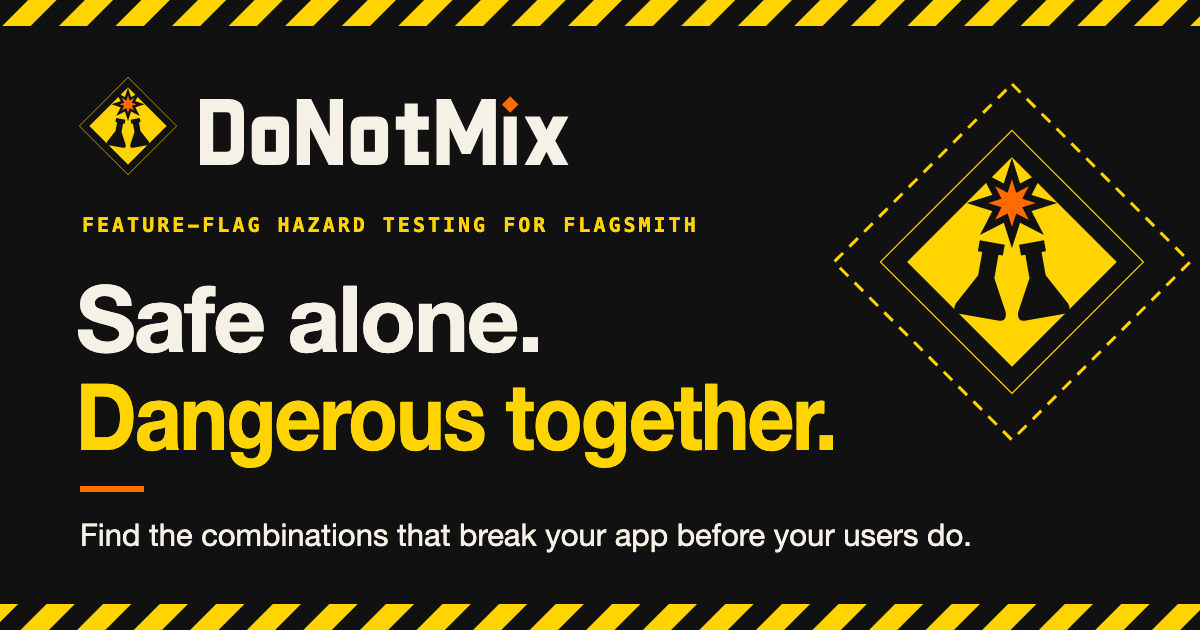 DoNotMix
FEATURE-FLAG HAZARD TESTING FOR FLAGSMITH
Safe alone.
Dangerous together.
Find the combinations that break your app before your users do.